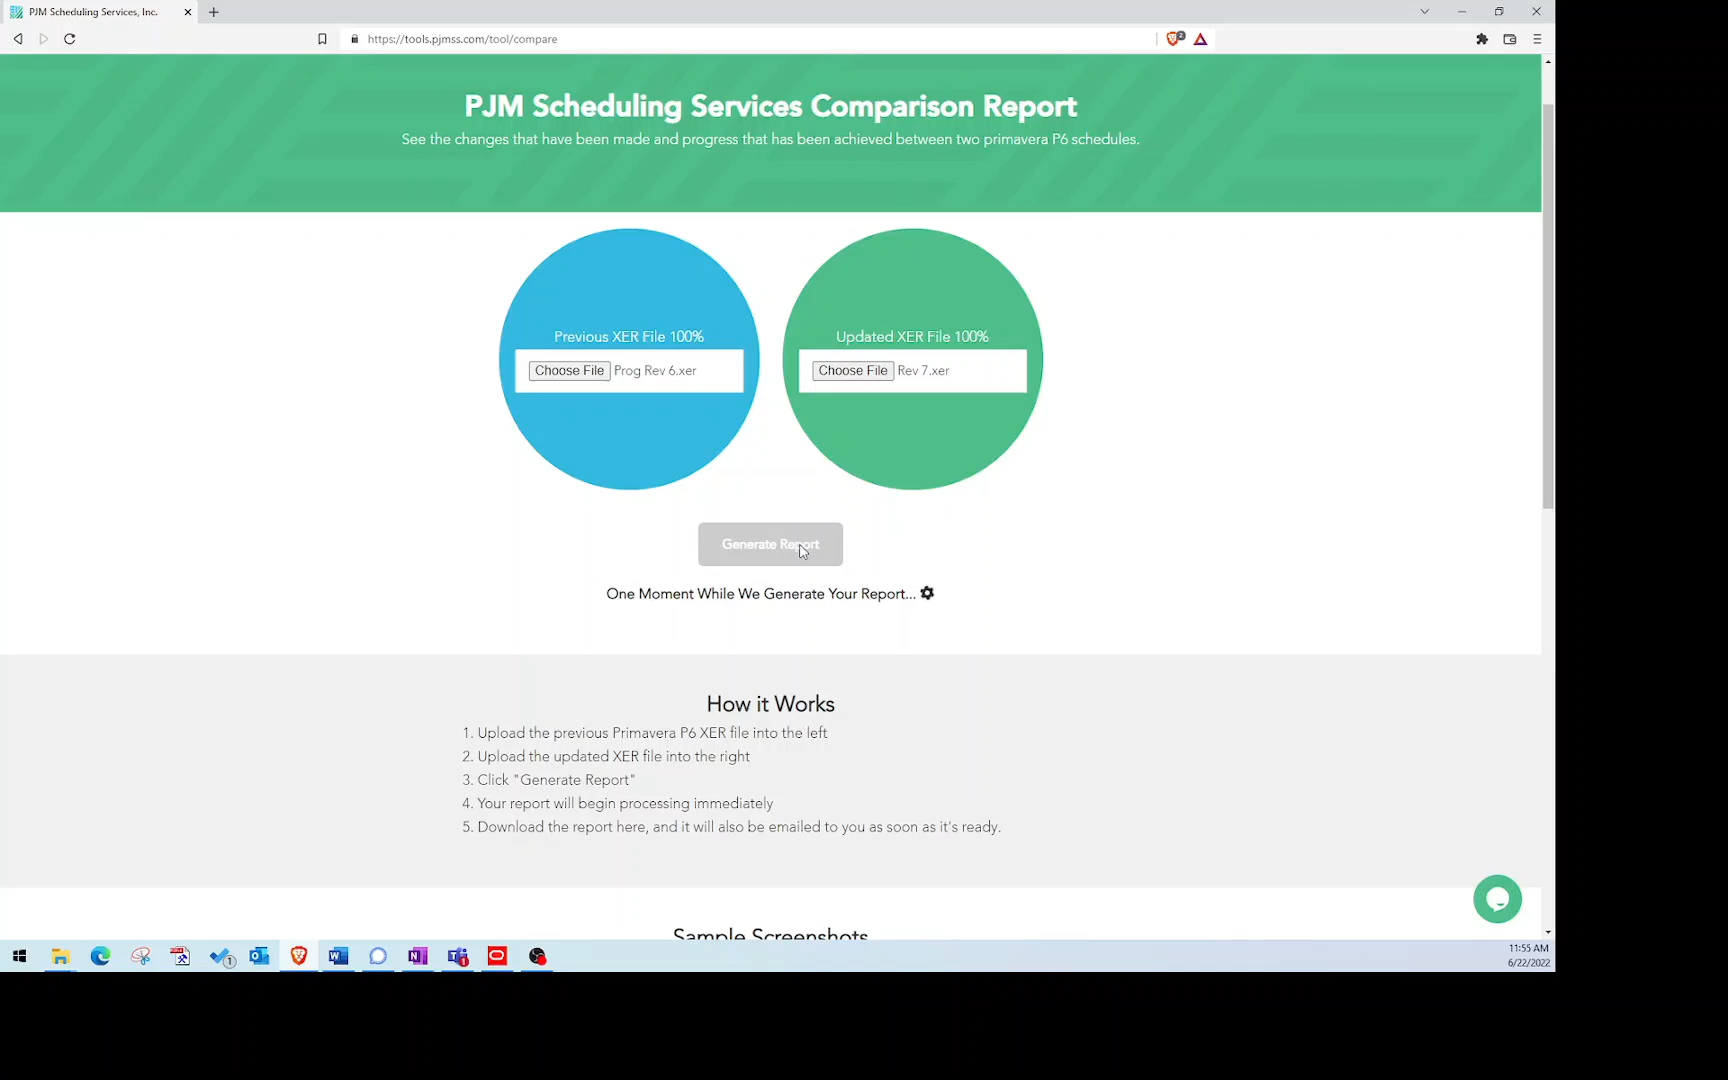 PJM Scheduling Services, Inc.
https://tools.pjmss.com/tool/compare
2
PJM Scheduling Services Comparison Report
See the changes that have been made and progress that has been achieved between two primavera P6 schedules.
Previous XER File 100%
Choose File Prog Rev 6.xer
Updated XER File 100%
Choose File Rev 7.xer
Generate Report
One Moment While We Generate Your Report...
How it Works
1. Upload the previous Primavera P6 XER file into the left
2. Upload the updated XER file into the right
3. Click "Generate Report"
4. Your report will begin processing immediately
5. Download the report here, and it will also be emailed to you as soon as it's ready.
Sample Screenshots
11:55 AM
6/22/2022